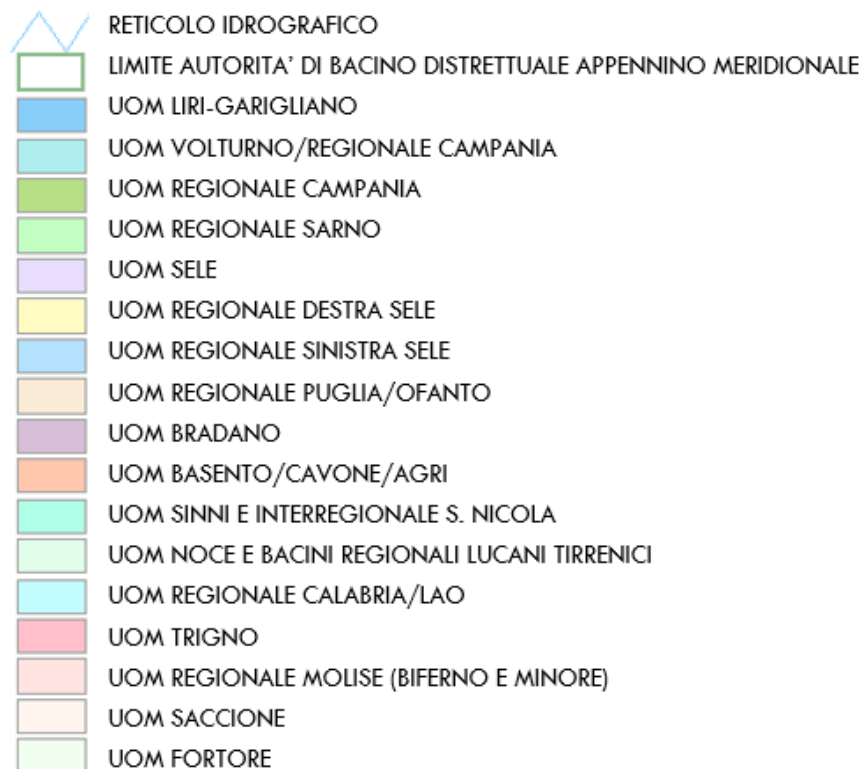 RETICOLO IDROGRAFICO
LIMITE AUTORITA' DI BACINO DISTRETTUALE APPENNINO MERIDIONALE
UOM LIRI-GARIGLIANO
UOM VOLTURNO/REGIONALE CAMPANIA
UOM REGIONALE CAMPANIA
UOM REGIONALE SARNO
UOM SELE
UOM REGIONALE DESTRA SELE
UOM REGIONALE SINISTRA SELE
UOM REGIONALE PUGLIA/OFANTO
UOM BRADANO
UOM BASENTO/CAVONE/AGRI
UOM SINNI E INTERREGIONALE S. NICOLA
UOM NOCE E BACINI REGIONALI LUCANI TIRRENICI
UOM REGIONALE CALABRIA/LAO
UOM TRIGNO
UOM REGIONALE MOLISE (BIFERNO E MINORE)
UOM SACCIONE
UOM FORTORE